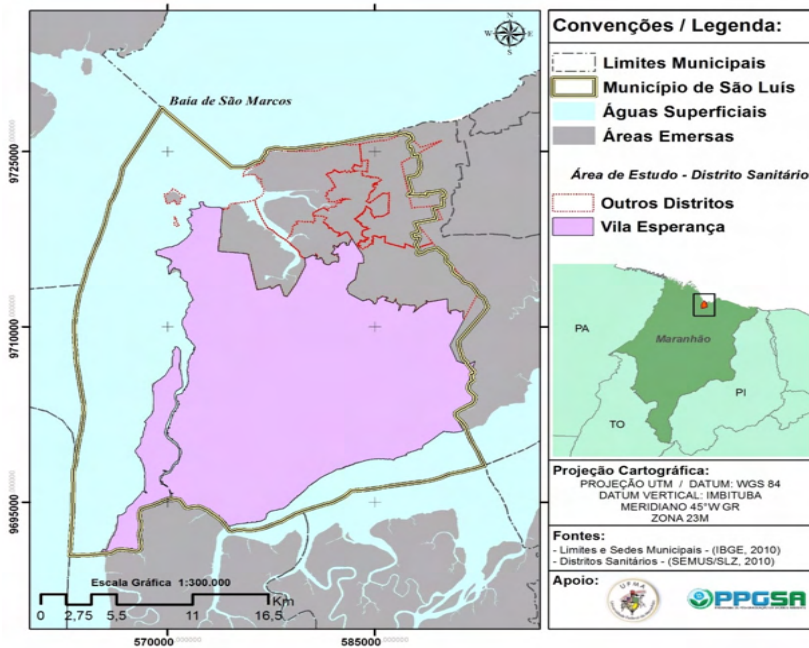 N
W
E
S
Baía de São Marcos
9725000
9710000
9695000
Escala Gráfica 1:300.000
Km
0 2,75 5,5 11 16,5
570000
585000
Convenções / Legenda:
Limites Municipais
Município de São Luís
Águas Superficiais
Áreas Emersas
Área de Estudo - Distrito Sanitário
Outros Distritos
Vila Esperança
PA
Maranhão
PI
TO
Projeção Cartográfica:
PROJEÇÃO UTM / DATUM: WGS 84
DATUM VERTICAL: IMBITUBA
MERIDIANO 45°W GR
ZONA 23M
Fontes:
- Limites e Sedes Municipais - (IBGE, 2010)
- Distritos Sanitários - (SEMUS/SLZ, 2010)
Apoio:
UFMA
PPGSA